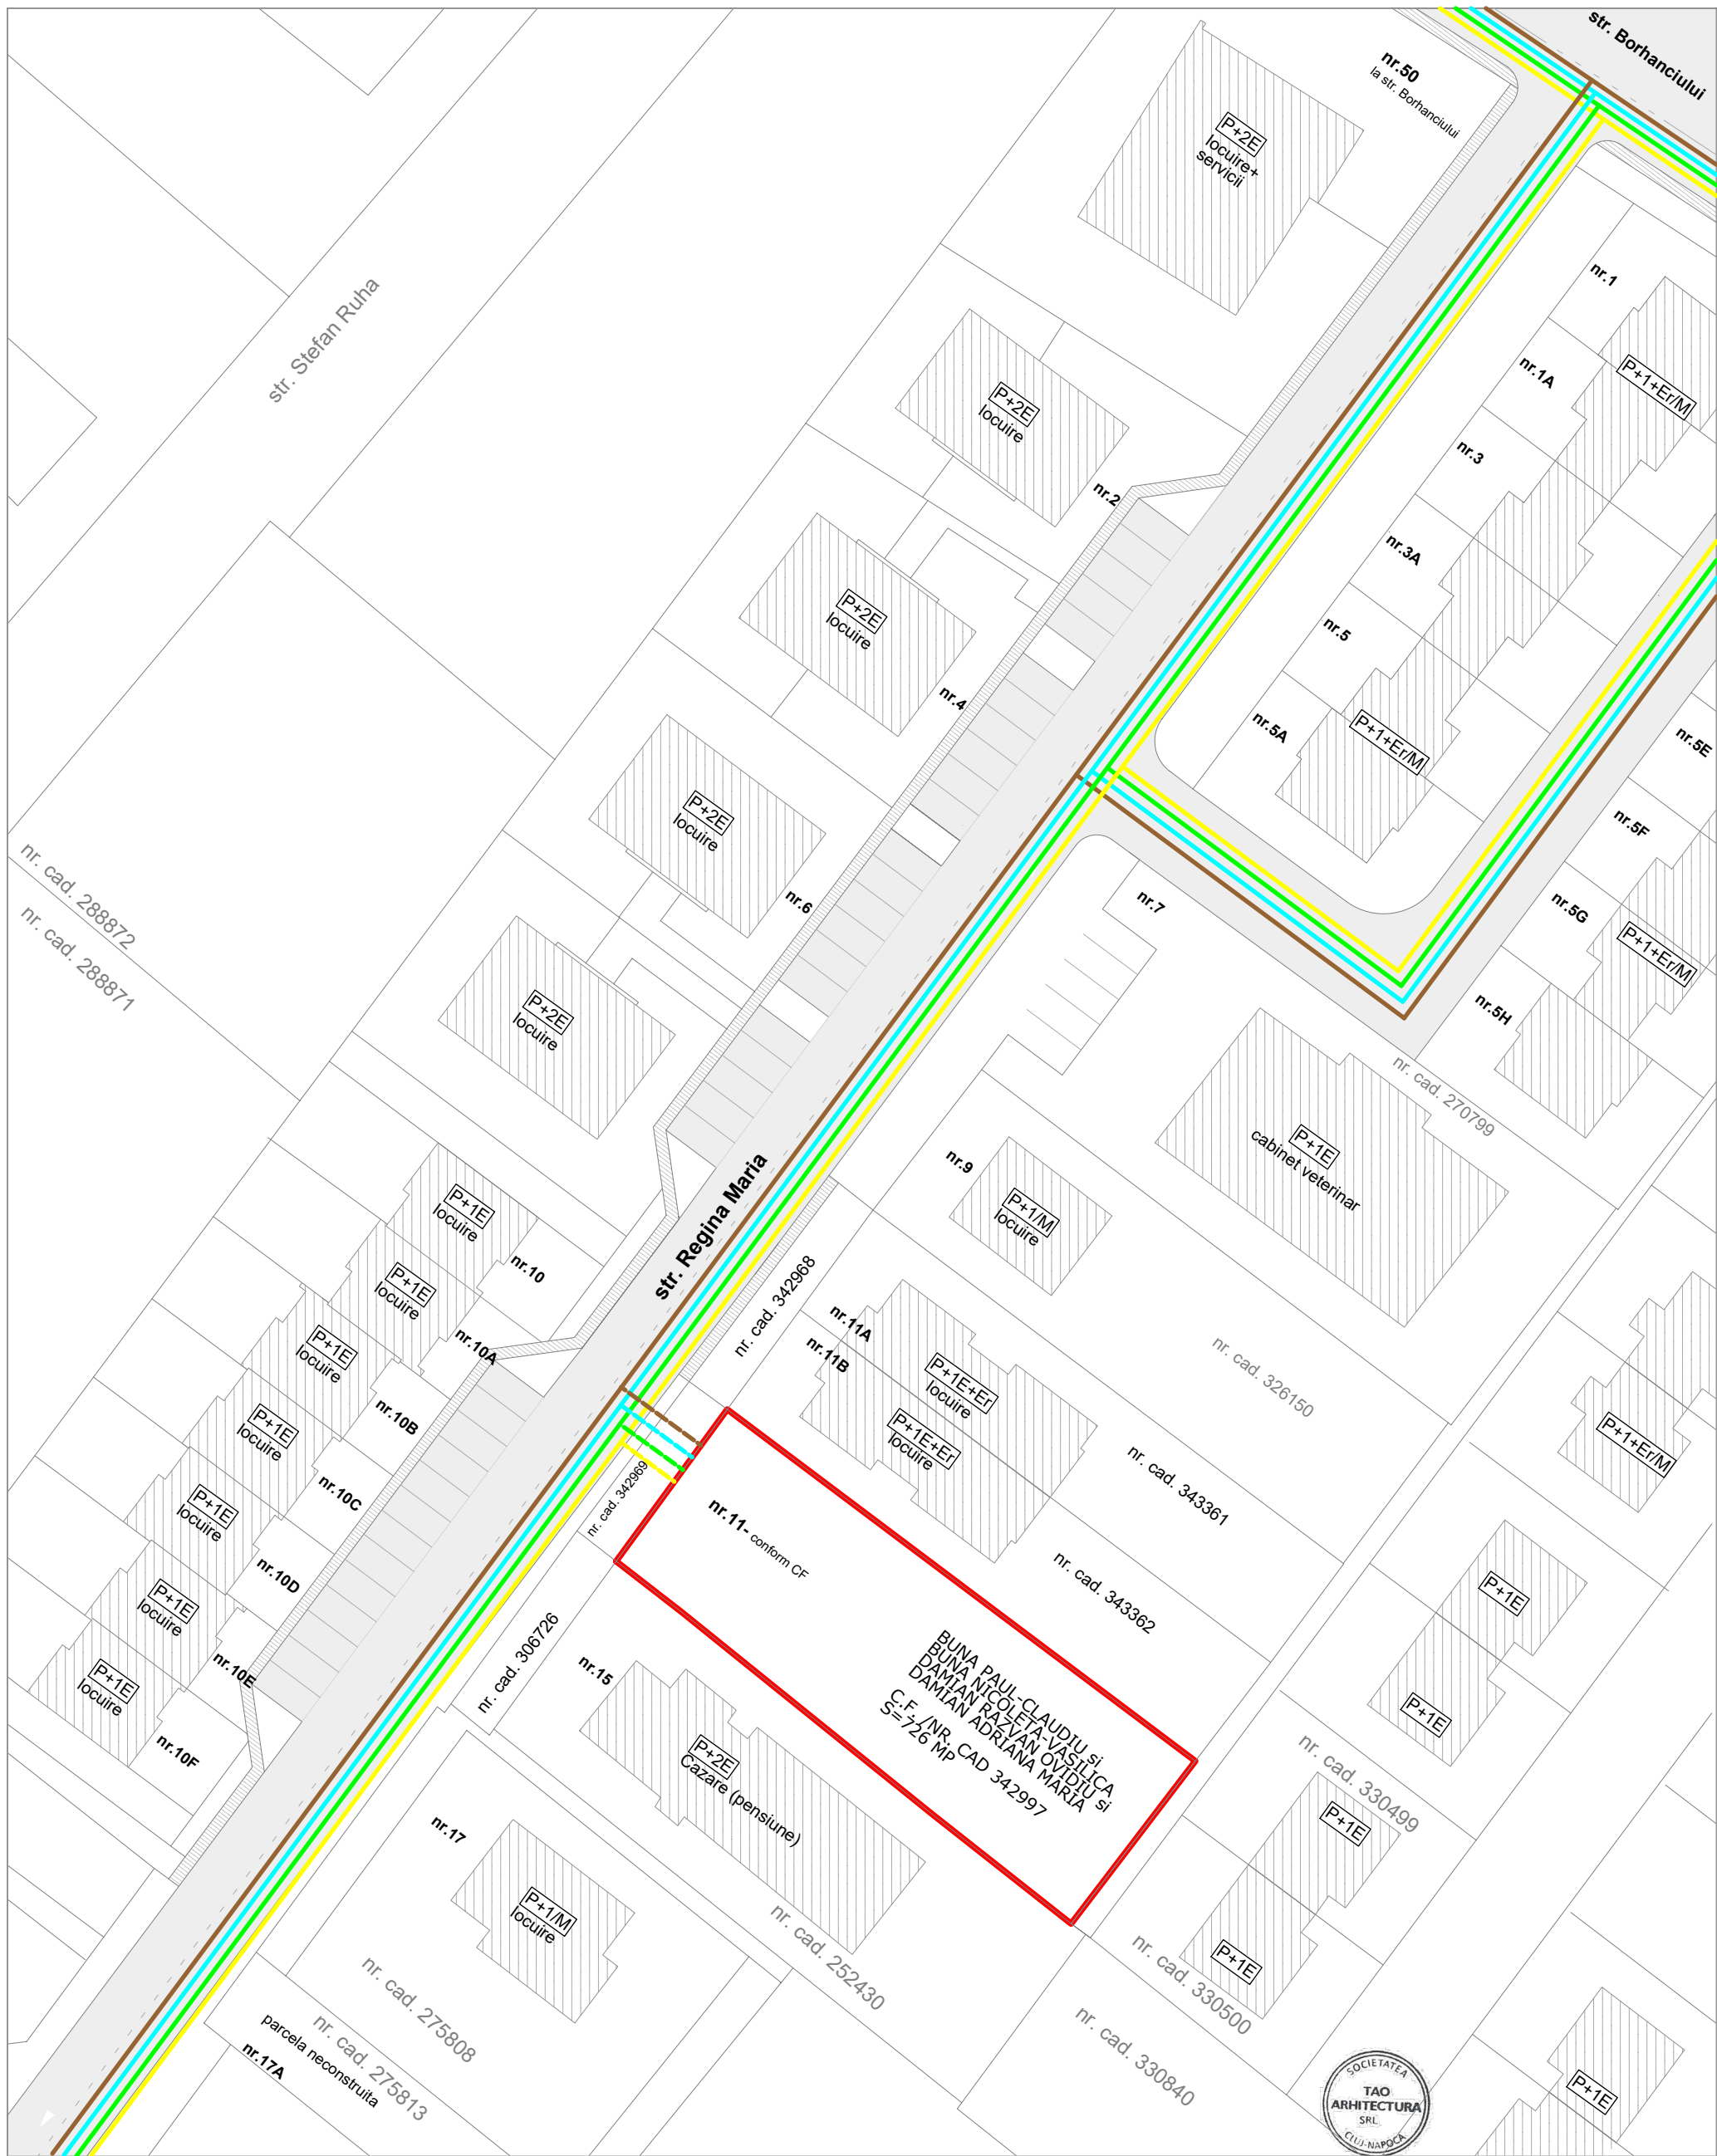 str. Borhanciului
nr.50
la str. Borhanciului
P+2E
locuire+
servicii
nr.1
P+1+Er/M
nr.1A
str. Stefan Ruha
P+2E
locuire
nr.2
nr.3
nr.3A
P+2E
locuire
nr.4
nr.5
nr.5A
P+1+Er/M
nr.5E
P+2E
locuire
nr.6
nr.5F
nr. cad. 288872
nr. cad. 288871
nr.7
nr.5G
P+1+Er/M
P+2E
locuire
nr.5H
nr. cad. 270799
nr.9
P+1E
cabinet veterinar
P+1/M
locuire
str. Regina Maria
P+1E
locuire
nr.10
P+1E
locuire
nr. cad. 342968
nr.10A
nr.11A
nr.11B
P+1E
locuire
P+1E+Er
locuire
P+1E+Er
locuire
nr. cad. 326150
nr.10B
P+1E
locuire
P+1+Er/M
nr.10C
nr. cad. 343361
nr. cad. 342969
P+1E
locuire
nr.11- conform CF
nr.10D
nr. cad. 343362
P+1E
P+1E
locuire
nr. cad. 306726
nr.15
nr.10E
P+1E
locuire
BUNA PAUL-CLAUDIU si
BUNA NICOLETA-VASILICA
DAMIAN RAZVAN OVIDIU si
DAMIAN ADRIANA MARIA
C.F. /NR. CAD 342997
S=726 MP
P+1E
nr.10F
P+2E
Cazare (pensiune)
nr. cad. 330499
P+1E
nr.17
P+1/M
locuire
nr. cad. 252430
nr. cad. 330500
P+1E
nr. cad. 275808
nr. cad. 330840
nr. cad. 275813
parcela neconstruita
nr.17A
P+1E
SOCIETATEA
TAO
ARHITECTURA
SRL
CLUJ-NAPOCA